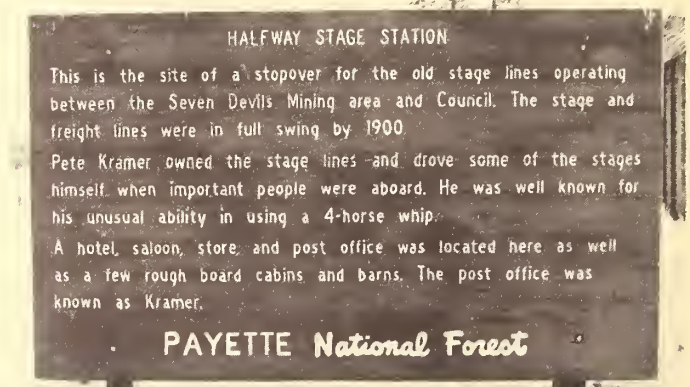 HALFWAY STAGE STATION
This is the site of a stopover for the old stage lines operating
between the Seven Devils Mining area and Council. The stage and
freight lines were in full swing by 1900
Pete Kramer owned the stage lines and drove some of the stages
himself when important people were aboard. He was well known for
his unusual ability in using a 4-horse whip.
A hotel, saloon, store, and post office was located here as well
as a few rough board cabins and barns. The post office was
known as Kramer.
PAYETTE National Forest